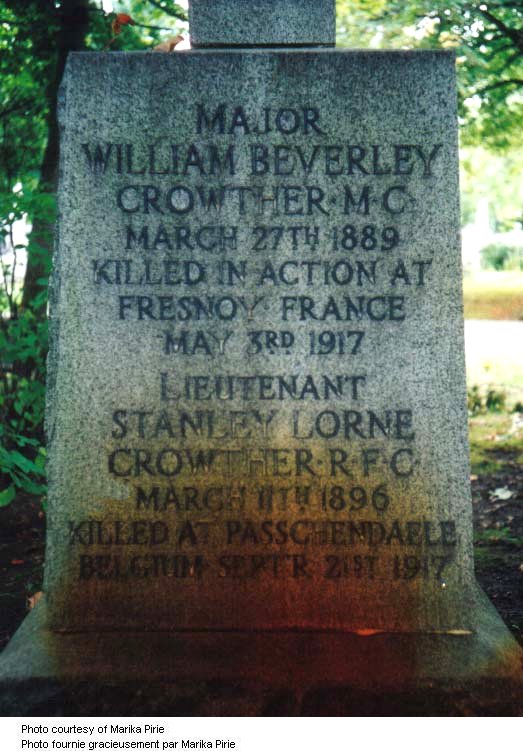 MAJOR
WILLIAM BEVERLEY
CROWTHER·M·C·
MARCH 27TH 1889
KILLED IN ACTION AT
FRESNOY FRANCE
MAY 3RD 1917
LIEUTENANT
STANLEY LORNE
CROWTHER·R·F·C·
MARCH 11TH 1896
KILLED AT PASSCHENDAELE
BELGIUM·SEPT'R 21ST 1917
Photo courtesy of Marika Pirie
Photo fournie gracieusement par Marika Pirie